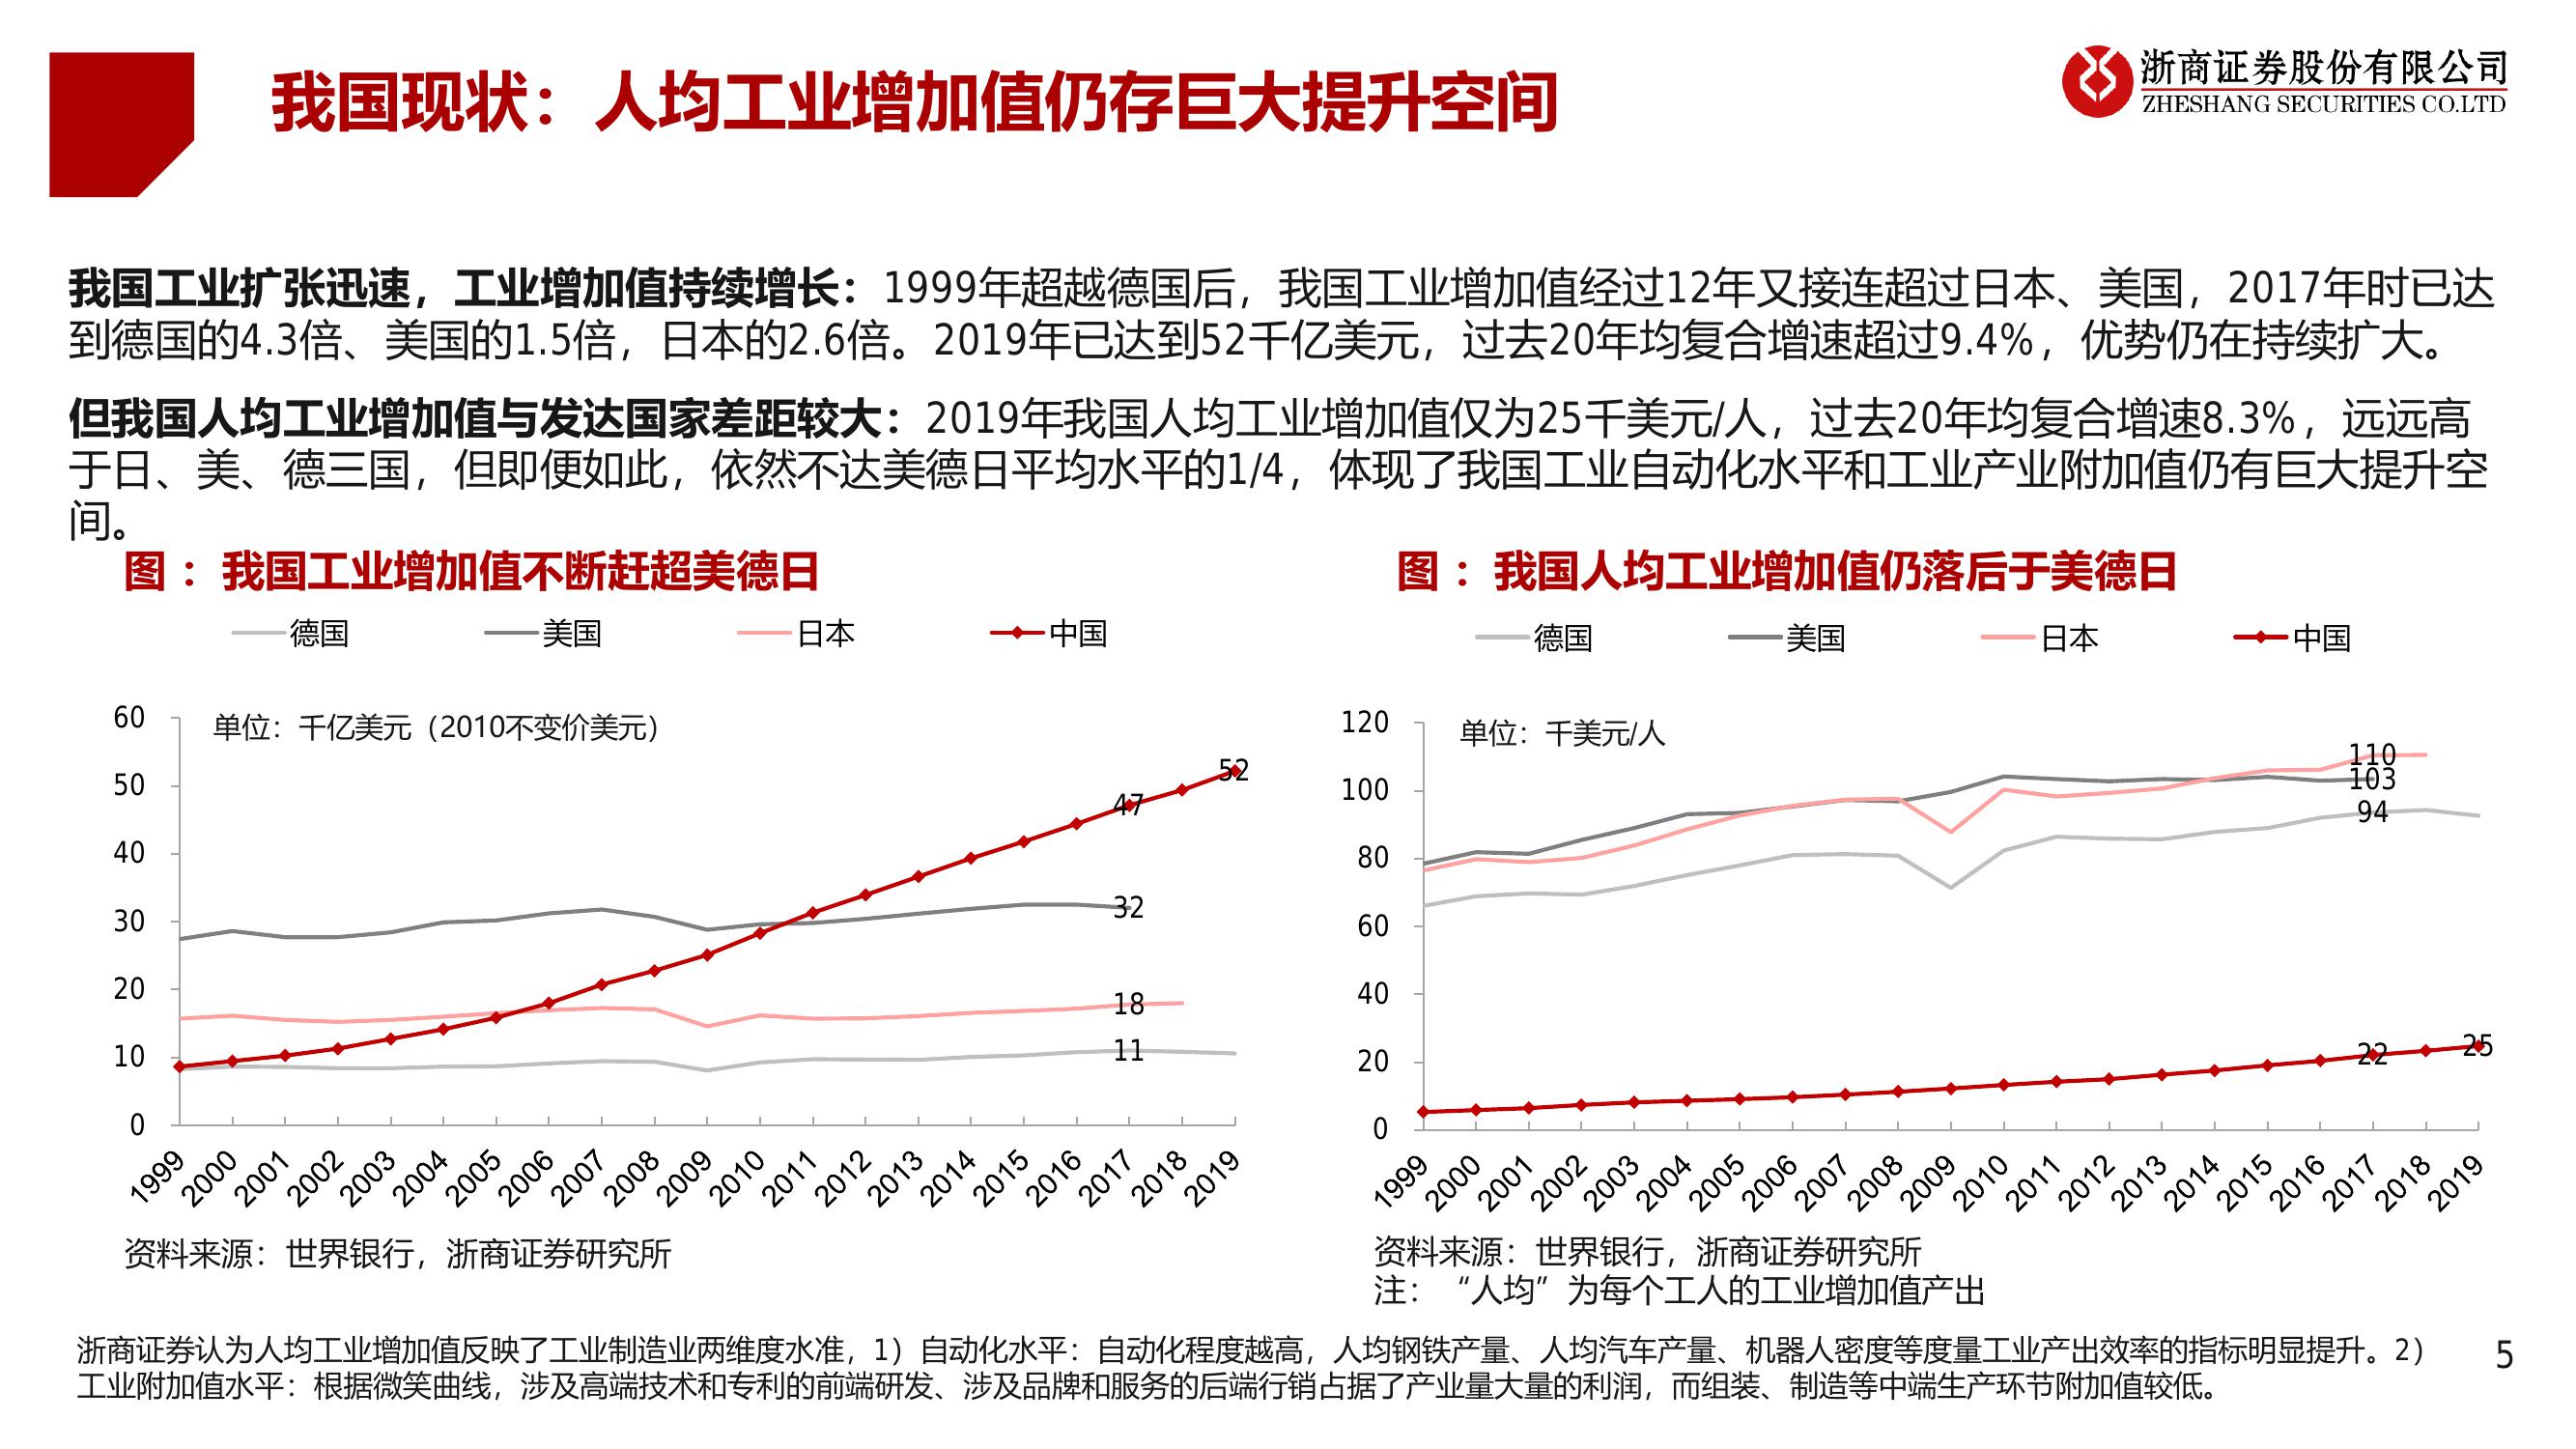 我国现状：人均工业增加值仍存巨大提升空间
浙商证券股份有限公司
ZHESHANG SECURITIES CO.LTD
我国工业扩张迅速，工业增加值持续增长：1999年超越德国后，我国工业增加值经过12年又接连超过日本、美国，2017年时已达
到德国的4.3倍、美国的1.5倍，日本的2.6倍。2019年已达到52千亿美元，过去20年均复合增速超过9.4%，优势仍在持续扩大。
但我国人均工业增加值与发达国家差距较大：2019年我国人均工业增加值仅为25千美元/人，过去20年均复合增速8.3%，远远高
于日、美、德三国，但即便如此，依然不达美德日平均水平的1/4，体现了我国工业自动化水平和工业产业附加值仍有巨大提升空
间。
图 ：我国工业增加值不断赶超美德日
德国 美国 日本 中国
单位：千亿美元（2010不变价美元）
60
50
40
30
20
10
0
52
47
32
18
11
1999 2000 2001 2002 2003 2004 2005 2006 2007 2008 2009 2010 2011 2012 2013 2014 2015 2016 2017 2018 2019
资料来源：世界银行，浙商证券研究所
图 ：我国人均工业增加值仍落后于美德日
德国 美国 日本 中国
单位：千美元/人
120
100
80
60
40
20
0
110
103
94
22
25
1999 2000 2001 2002 2003 2004 2005 2006 2007 2008 2009 2010 2011 2012 2013 2014 2015 2016 2017 2018 2019
资料来源：世界银行，浙商证券研究所
注：“人均”为每个工人的工业增加值产出
浙商证券认为人均工业增加值反映了工业制造业两维度水准，1）自动化水平：自动化程度越高，人均钢铁产量、人均汽车产量、机器人密度等度量工业产出效率的指标明显提升。2）
工业附加值水平：根据微笑曲线，涉及高端技术和专利的前端研发、涉及品牌和服务的后端行销占据了产业量大量的利润，而组装、制造等中端生产环节附加值较低。
5